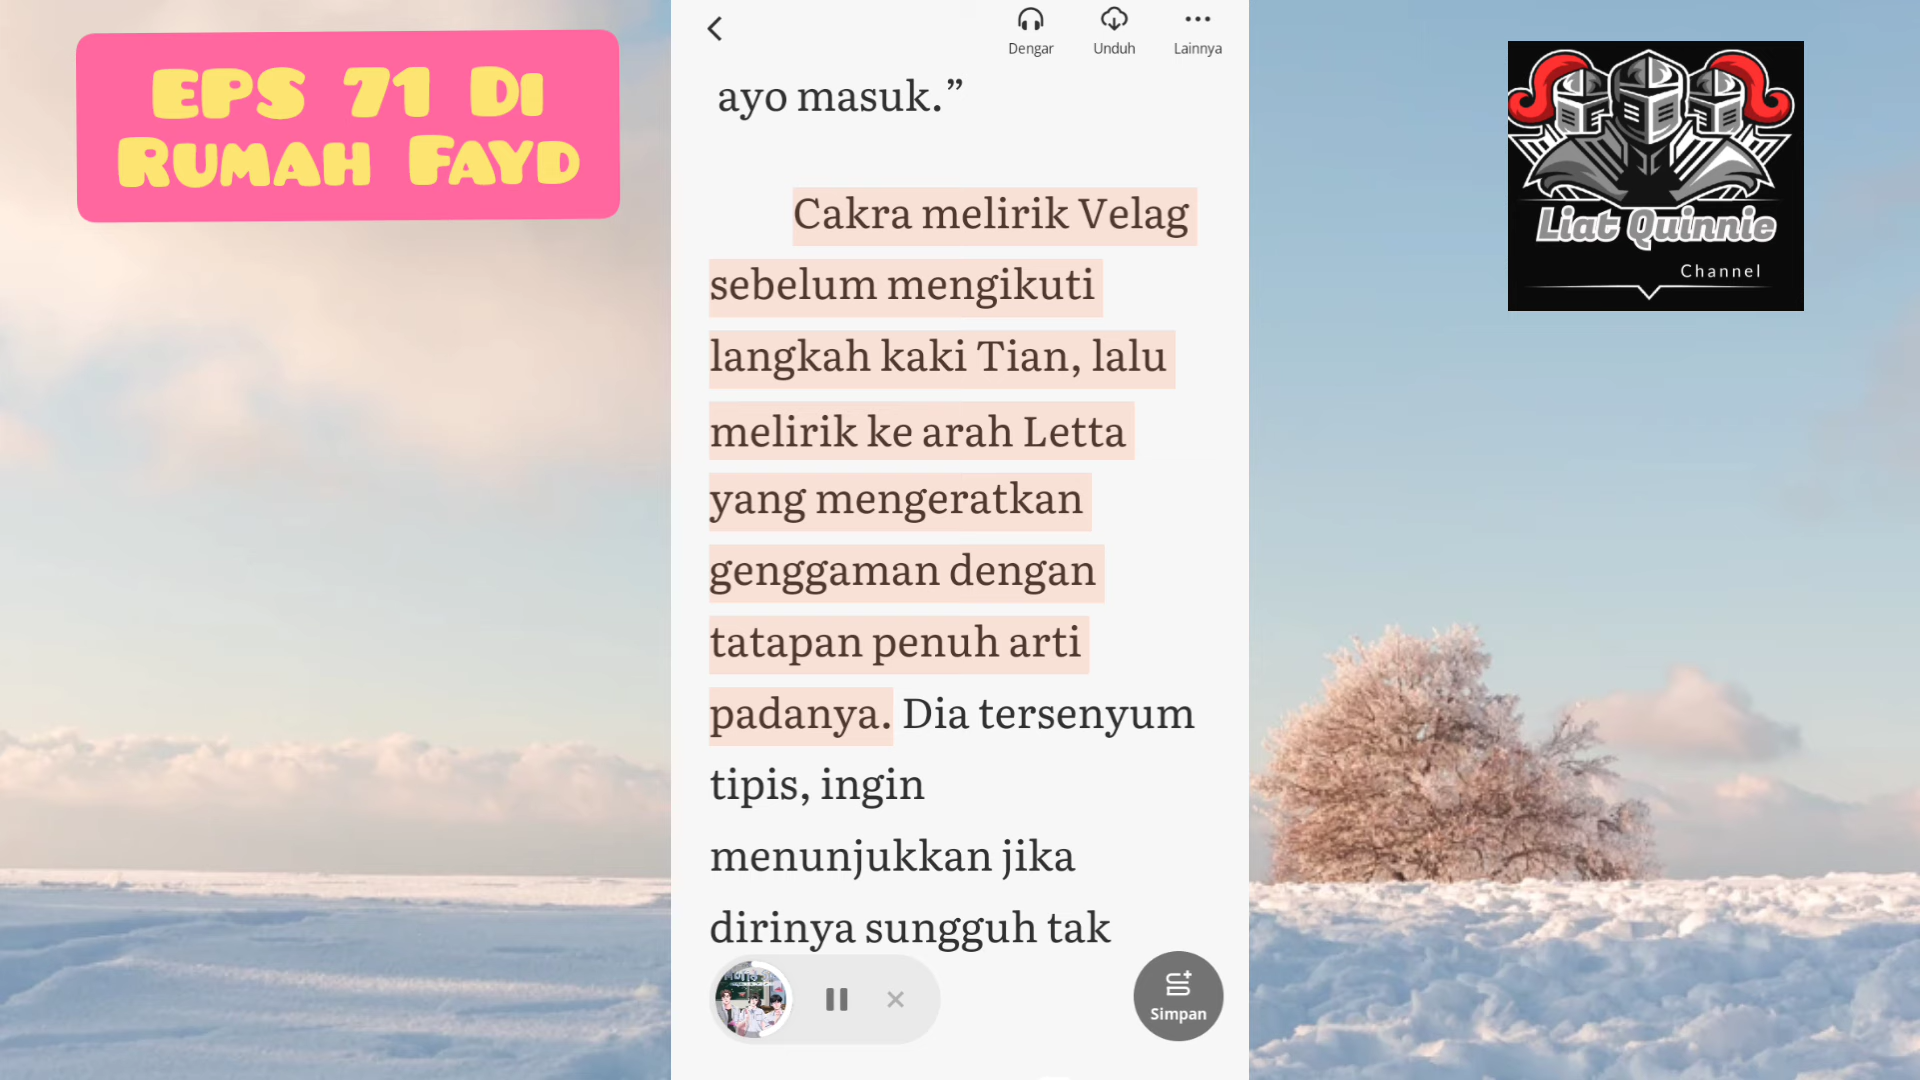 EPS 71 Di
Rumah Fayd
Dengar
Unduh
Lainnya
ayo masuk.”
Cakra melirik Velag
sebelum mengikuti
langkah kaki Tian, lalu
melirik ke arah Letta
yang mengeratkan
genggaman dengan
tatapan penuh arti
padanya. Dia tersenyum
tipis, ingin
menunjukkan jika
dirinya sungguh tak
Simpan
Liat Quinnie
Channel